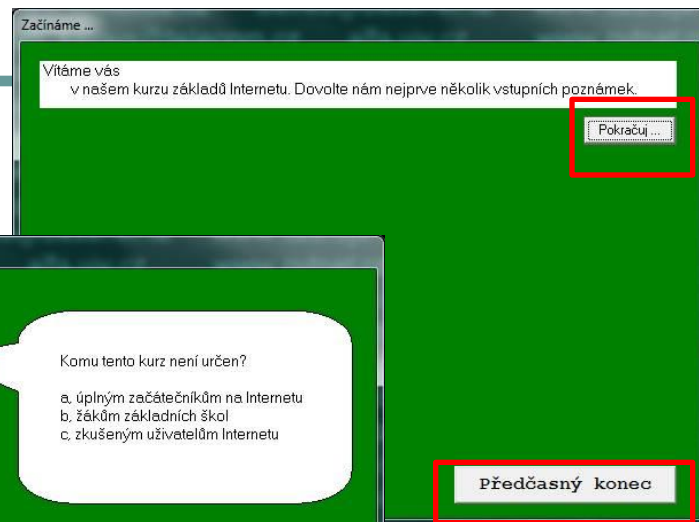 Začínáme ...
Vítáme vás
v našem kurzu základů Internetu. Dovolte nám nejprve několik vstupních poznámek.
Pokračuj ...
Komu tento kurz není určen?
a, úplným začátečníkům na Internetu
b, žákům základních škol
c, zkušeným uživatelům Internetu
Předčasný konec